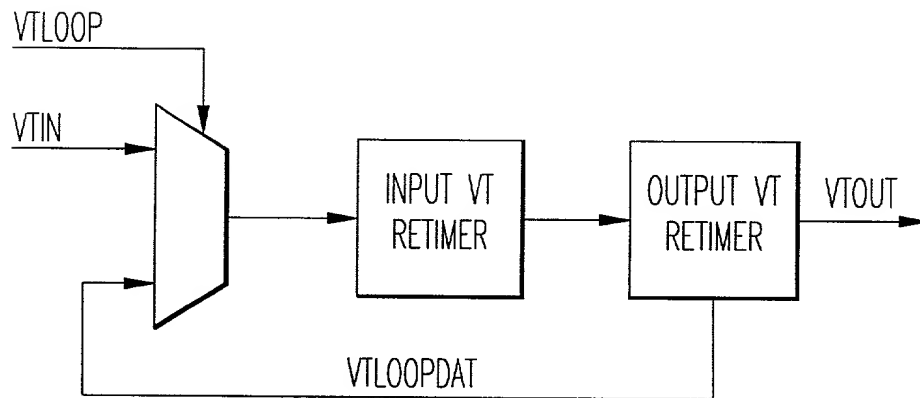 VTLOOP
VTIN
INPUT VT
RETIMER
OUTPUT VT
RETIMER
VTOUT
VTLOOPDAT